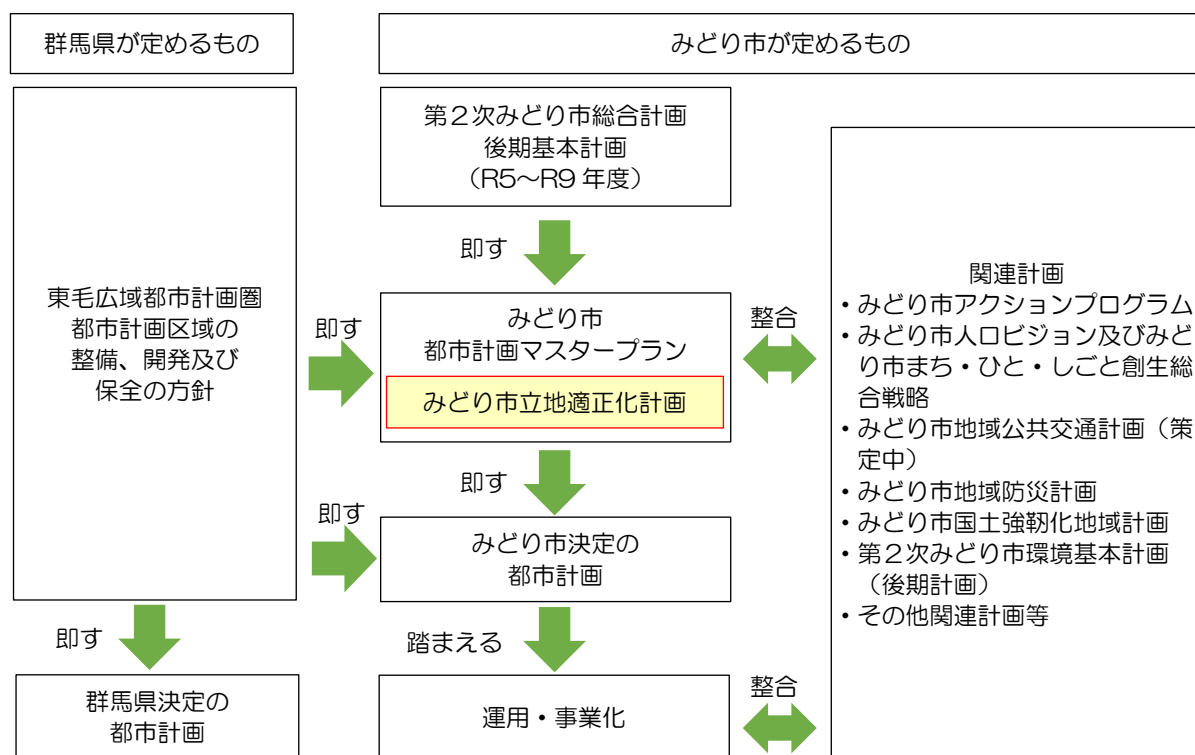 群馬県が定めるもの
みどり市が定めるもの
東毛広域都市計画圏
都市計画区域の
整備、開発及び
保全の方針
即す
群馬県決定の
都市計画
第２次みどり市総合計画
後期基本計画
（R5～R9 年度）
即す
即す
みどり市
都市計画マスタープラン
みどり市立地適正化計画
即す
即す
みどり市決定の
都市計画
踏まえる
運用・事業化
整合
整合
関連計画
・みどり市アクションプログラム
・みどり市人口ビジョン及びみど
り市まち・ひと・しごと創生総
合戦略
・みどり市地域公共交通計画（策
定中）
・みどり市地域防災計画
・みどり市国土強靭化地域計画
・第２次みどり市環境基本計画
（後期計画）
・その他関連計画等